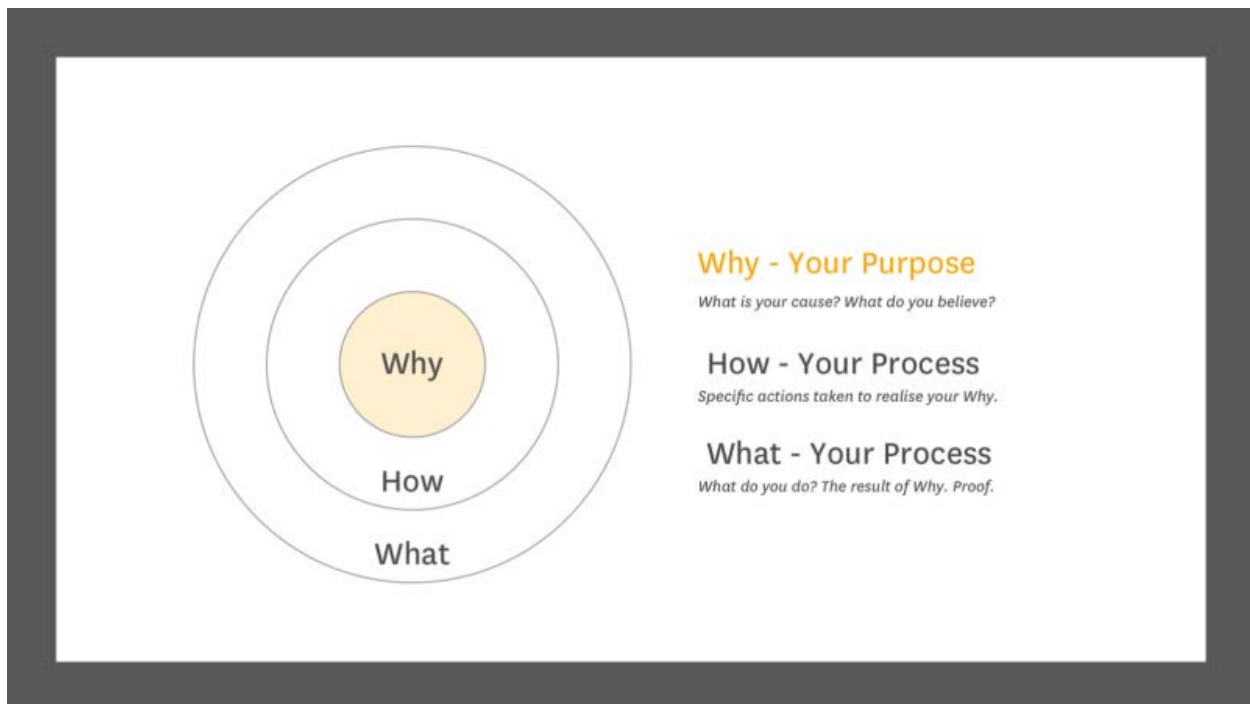 Why
How
What
Why - Your Purpose
What is your cause? What do you believe?
How - Your Process
Specific actions taken to realise your Why.
What - Your Process
What do you do? The result of Why. Proof.